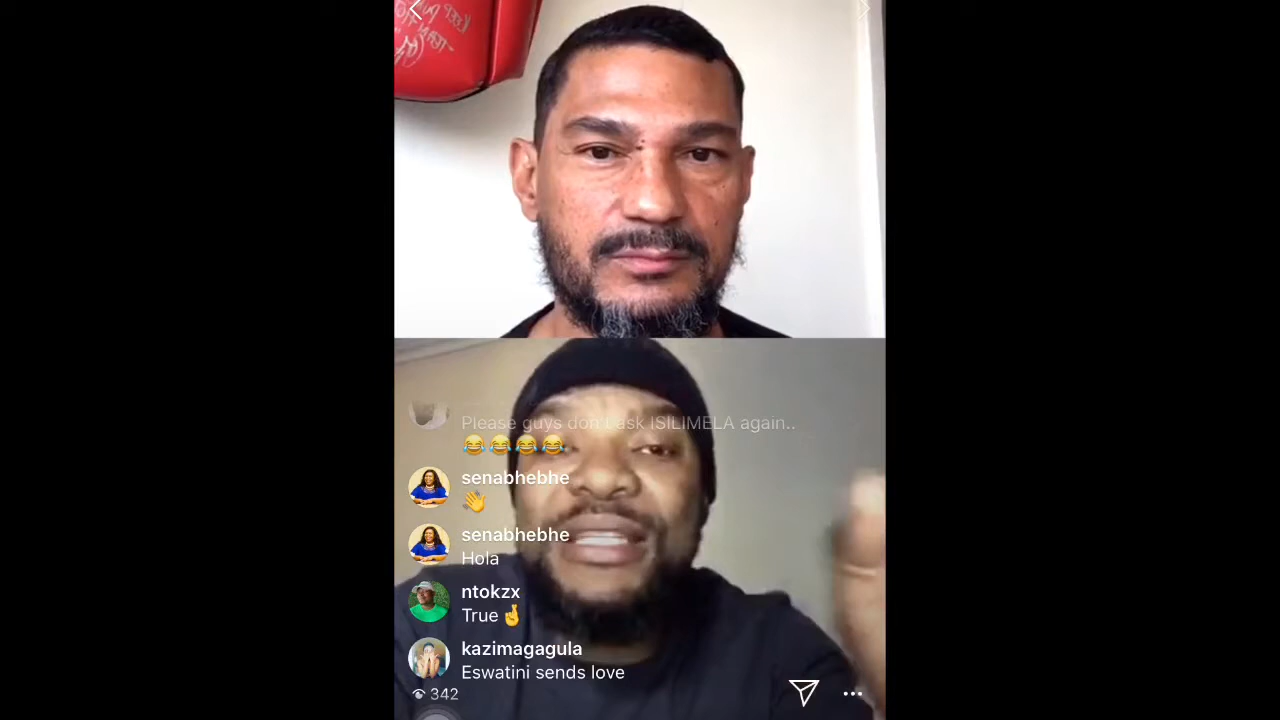 Please guys don't ask ISILIMELA again..
😂😂😂😂
senabhebhe
👋
senabhebhe
Hola
ntokzx
True 🤞
kazimagagula
Eswatini sends love
342